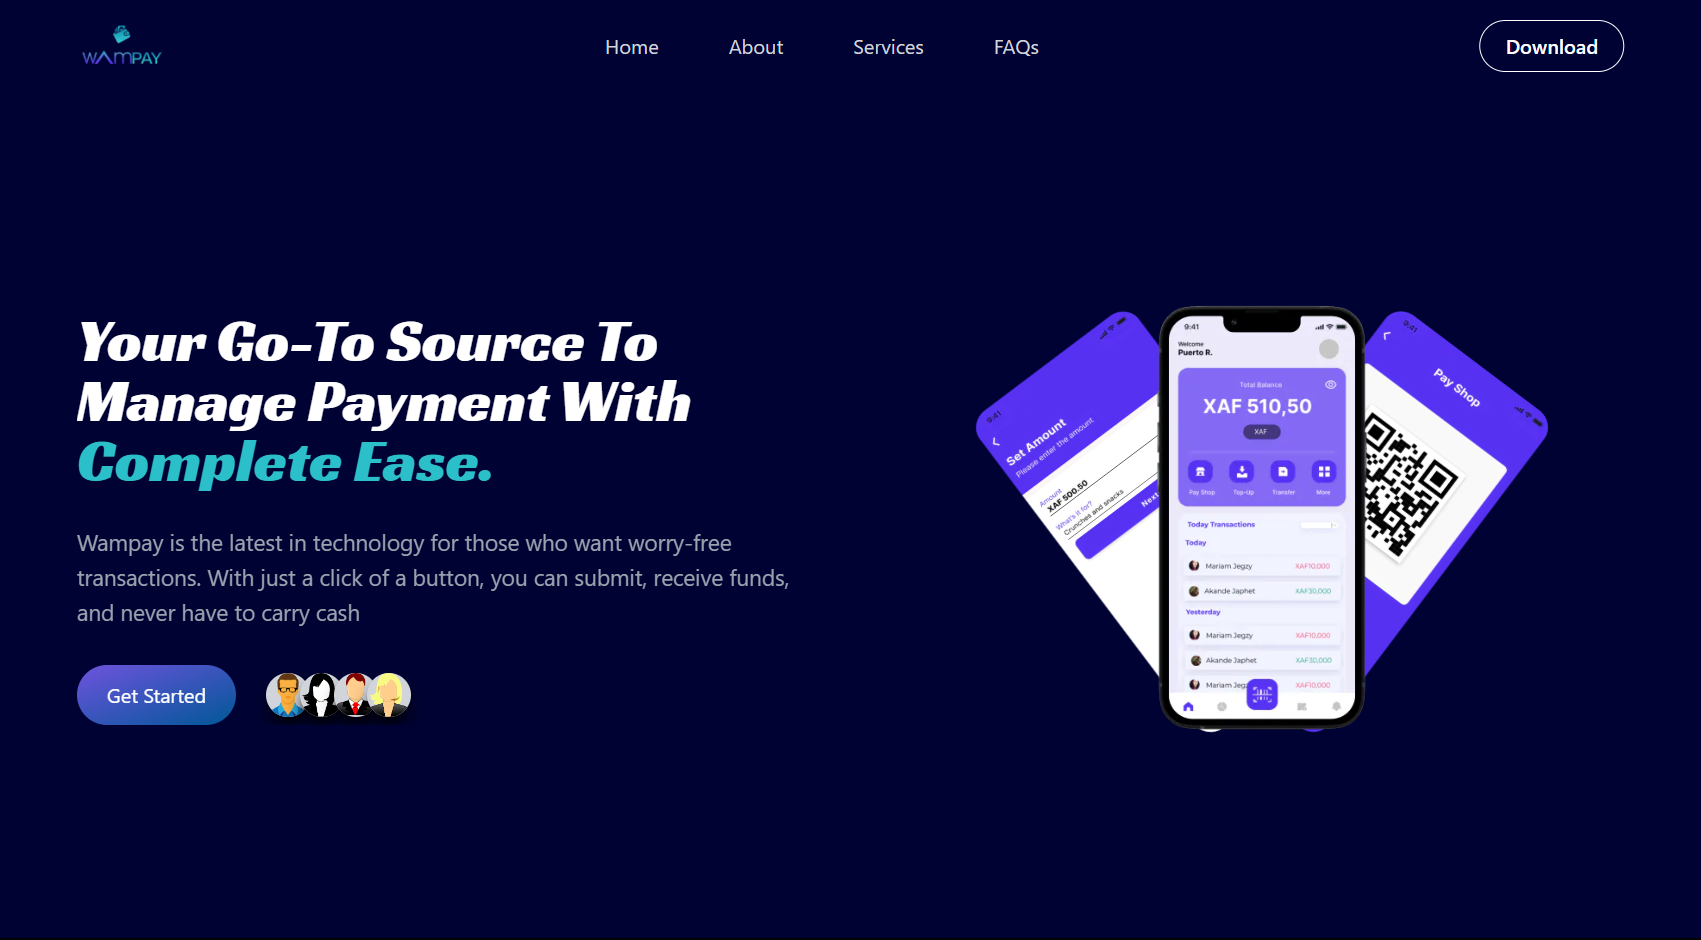 WAMPAY
Home
About
Services
FAQs
Download
Your Go-To Source To
Manage Payment With
Complete Ease.
Wampay is the latest in technology for those who want worry-free
transactions. With just a click of a button, you can submit, receive funds,
and never have to carry cash
Get Started
9:41
Set Amount
Please enter the amount
Amount
XAF 500.50
What's it for?
Crunches and snacks
Next
9:41
Welcome
Puerto R.
Total Balance
XAF 510,50
XAF
Pay Shop
Top-Up
Transfer
More
Today Transactions
Today
Mariam Jegzy
XAF10,000
Akande Japhet
XAF30,000
Yesterday
Mariam Jegzy
XAF10,000
Akande Japhet
XAF30,000
Mariam Jegz
XAF10,000
9:41
Pay Shop